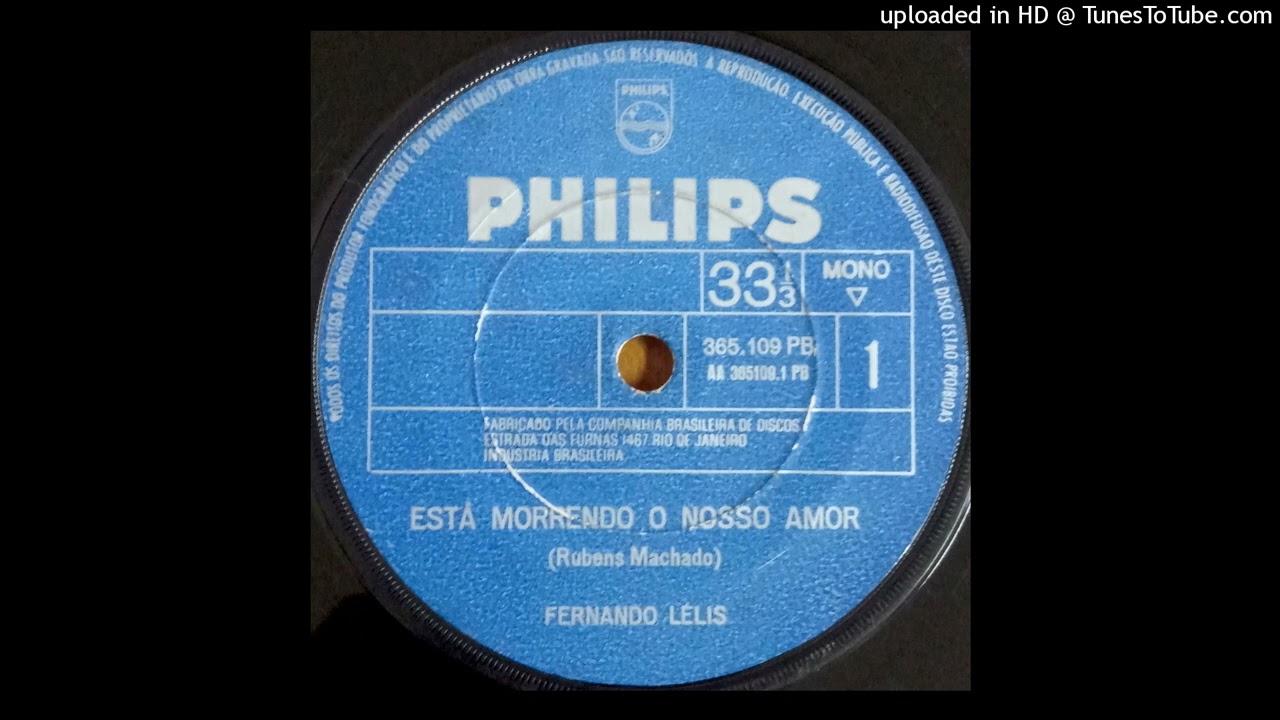 uploaded in HD @ TunesToTube.com
TODOS OS DIREITOS DO PRODUTOR FONOGRÁFICO E DO PROPRIETÁRIO DA OBRA GRAVADA SÃO RESERVADOS A REPRODUÇÃO, EXECUÇÃO PÚBLICA E RADIODIFUSÃO DESTE DISCO ESTÃO PROIBIDAS
PHILIPS
PHILIPS
33 1/3
MONO
365.109 PB
AA 365109.1 PB
1
FABRICADO PELA COMPANHIA BRASILEIRA DE DISCOS
ESTRADA DAS FURNAS 1467 RIO DE JANEIRO
INDUSTRIA BRASILEIRA
ESTÁ MORRENDO O NOSSO AMOR
(Rubens Machado)
FERNANDO LÉLIS